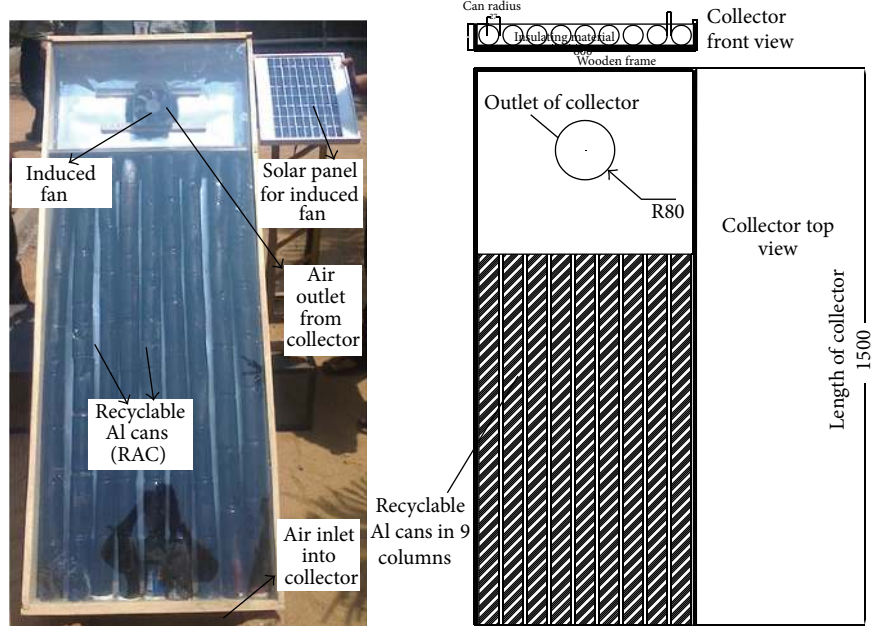 Induced
fan
Solar panel
for induced
fan
Air
outlet
from
collector
Recyclable
Al cans
(RAC)
Air inlet
into
collector
Can radius
Collector
front view
Insulating material
Wooden frame
Outlet of collector
R80
Collector top
view
Length of collector
1500
Recyclable
Al cans in 9
columns